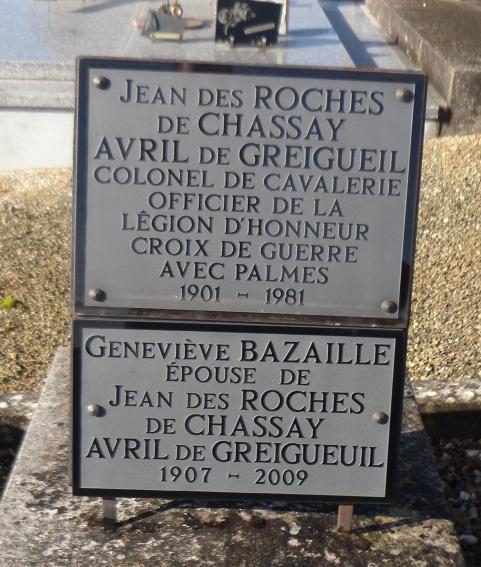 Jean des ROCHES
de CHASSAY
AVRIL de GREIGUEIL
COLONEL DE CAVALERIE
OFFICIER DE LA
LÉGION D'HONNEUR
CROIX DE GUERRE
AVEC PALMES
1901 - 1981
Geneviève BAZAILLE
ÉPOUSE DE
Jean des ROCHES
de CHASSAY
AVRIL de GREIGUEUIL
1907 - 2009